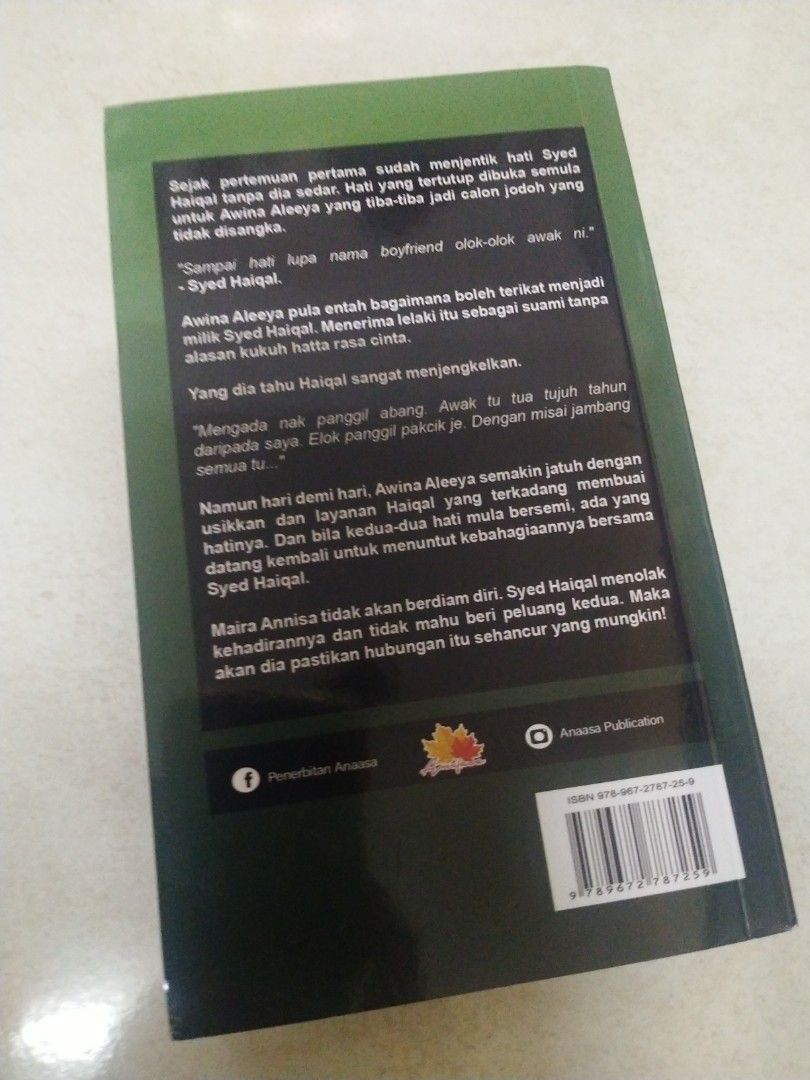 Sejak pertemuan pertama sudah menjentik hati Syed
Haiqal tanpa dia sedar. Hati yang tertutup dibuka semula
untuk Awina Aleeya yang tiba-tiba jadi calon jodoh yang
tidak disangka.
"Sampai hati lupa nama boyfriend olok-olok awak ni."
- Syed Haiqal.
Awina Aleeya pula entah bagaimana boleh terikat menjadi
milik Syed Haiqal. Menerima lelaki itu sebagai suami tanpa
alasan kukuh hatta rasa cinta.
Yang dia tahu Haiqal sangat menjengkelkan.
"Mengada nak panggil abang. Awak tu tua tujuh tahun
daripada saya. Elok panggil pakcik je. Dengan misai jambang
semua tu..."
Namun hari demi hari, Awina Aleeya semakin jatuh dengan
usikkan dan layanan Haiqal yang terkadang membuai
hatinya. Dan bila kedua-dua hati mula bersemi, ada yang
datang kembali untuk menuntut kebahagiaannya bersama
Syed Haiqal.
Maira Annisa tidak akan berdiam diri. Syed Haiqal menolak
kehadirannya dan tidak mahu beri peluang kedua. Maka
akan dia pastikan hubungan itu sehancur yang mungkin!
f Penerbitan Anaasa
Anaasa Publication
ISBN 978-967-2787-25-9
9 789672 787259